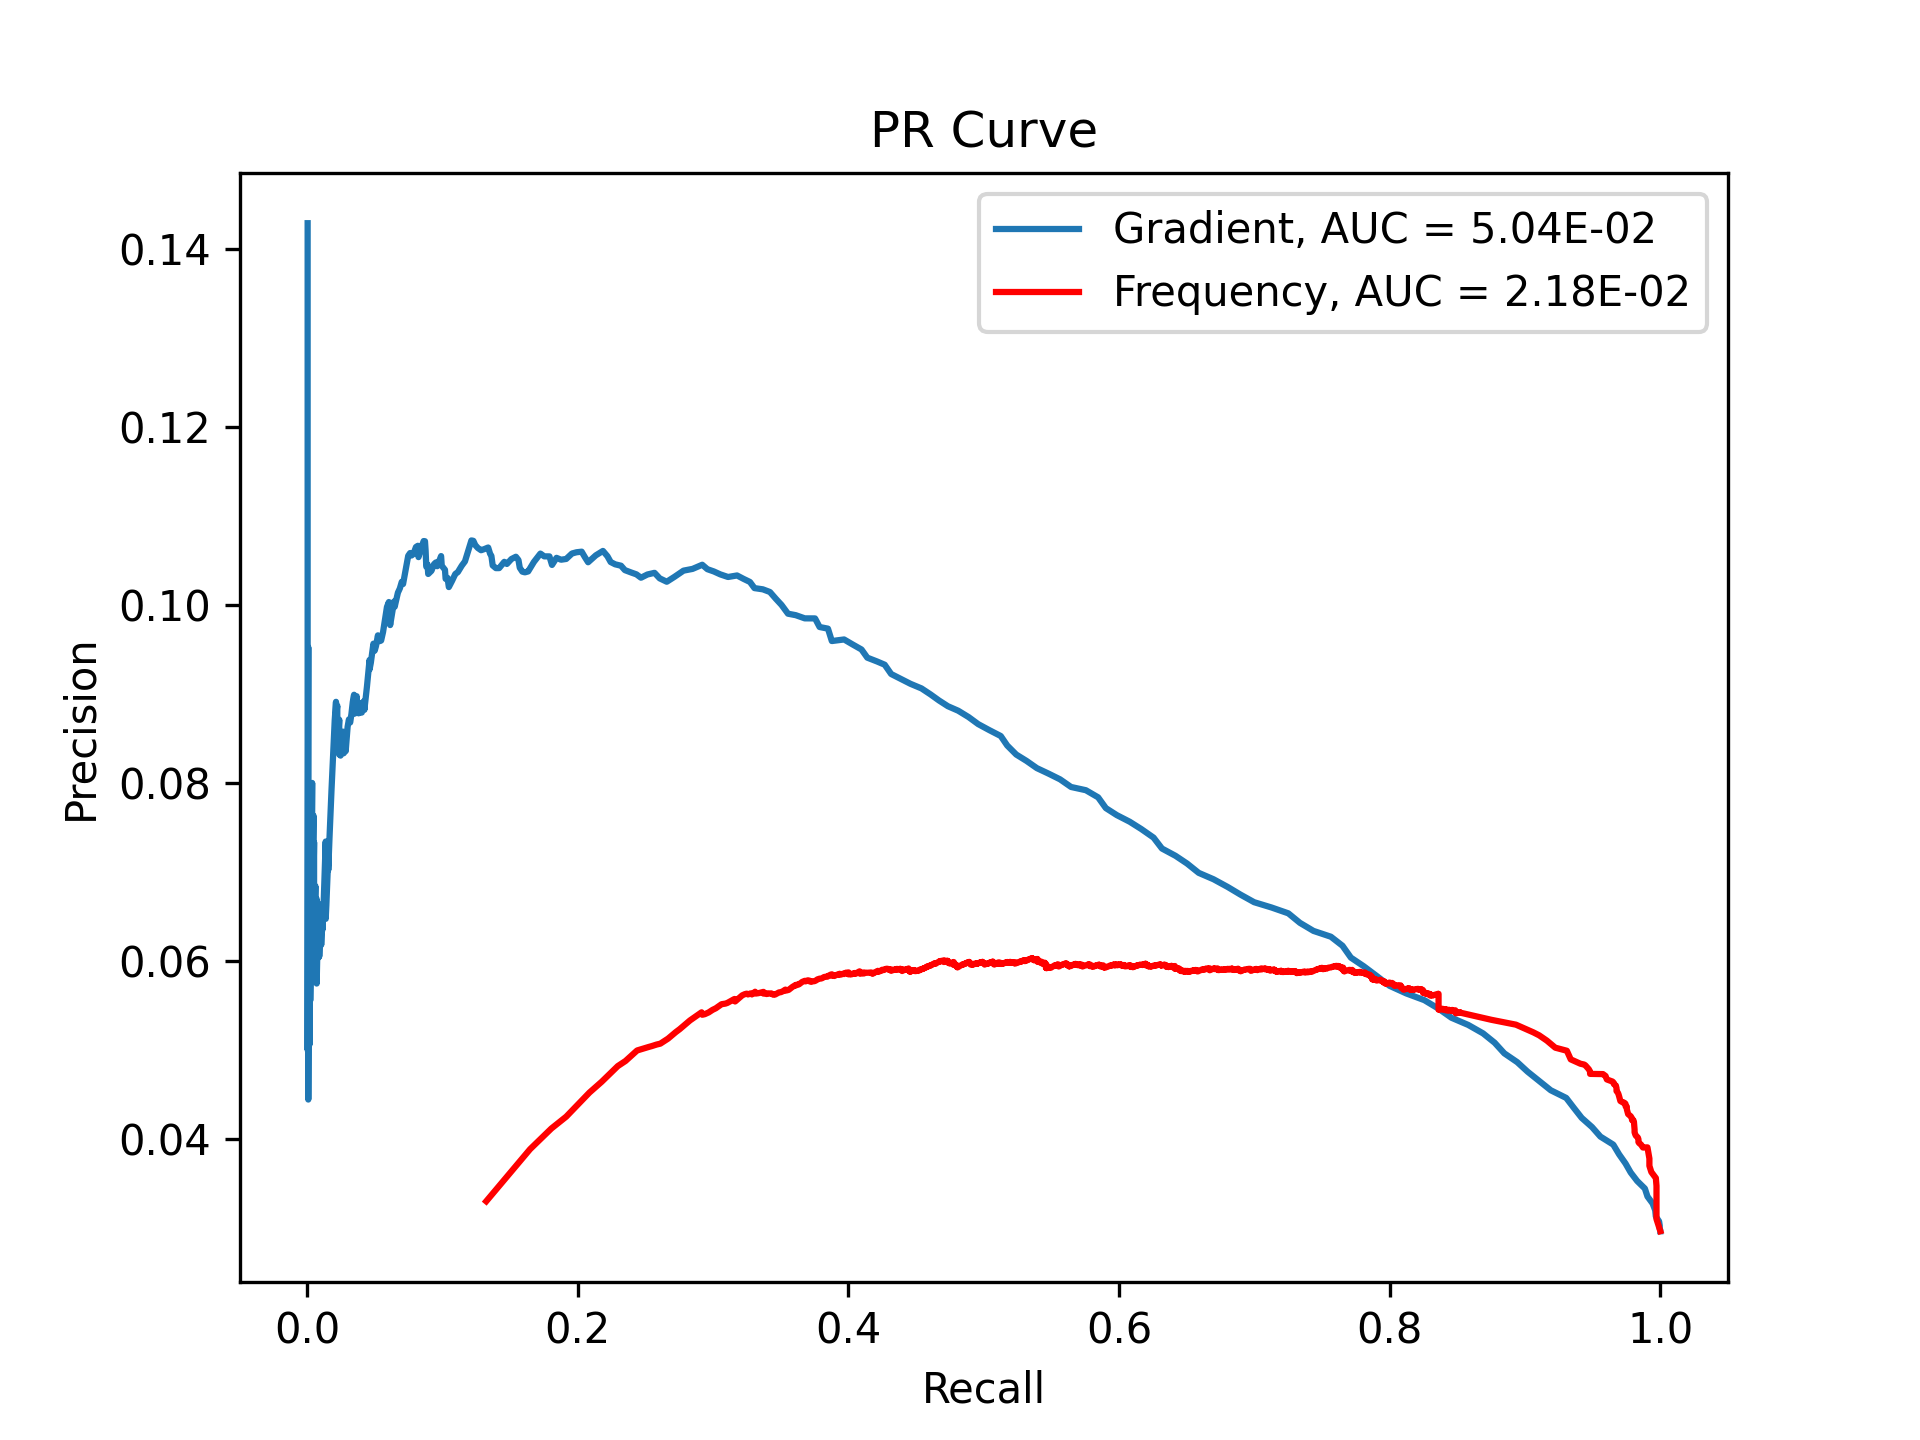 PR Curve
Gradient, AUC = 5.04E-02
Frequency, AUC = 2.18E-02
0.14
0.12
0.10
0.08
0.06
0.04
Precision
0.0 0.2 0.4 0.6 0.8 1.0
Recall